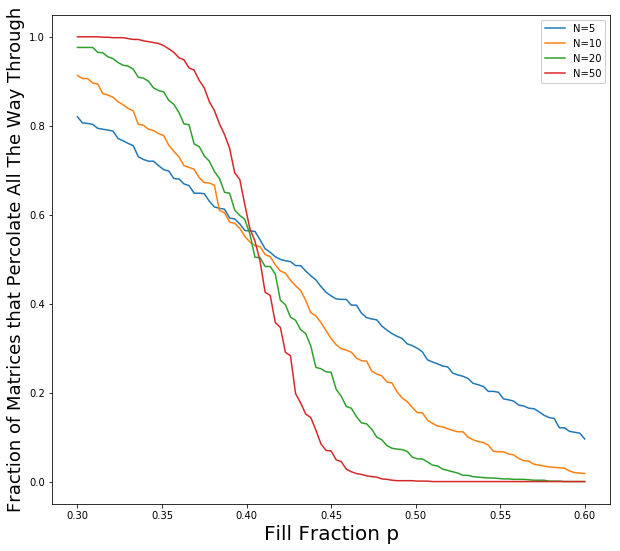 Fraction of Matrices that Percolate All The Way Through
1.0
0.8
0.6
0.4
0.2
0.0
N=5
N=10
N=20
N=50
0.30 0.35 0.40 0.45 0.50 0.55 0.60
Fill Fraction p